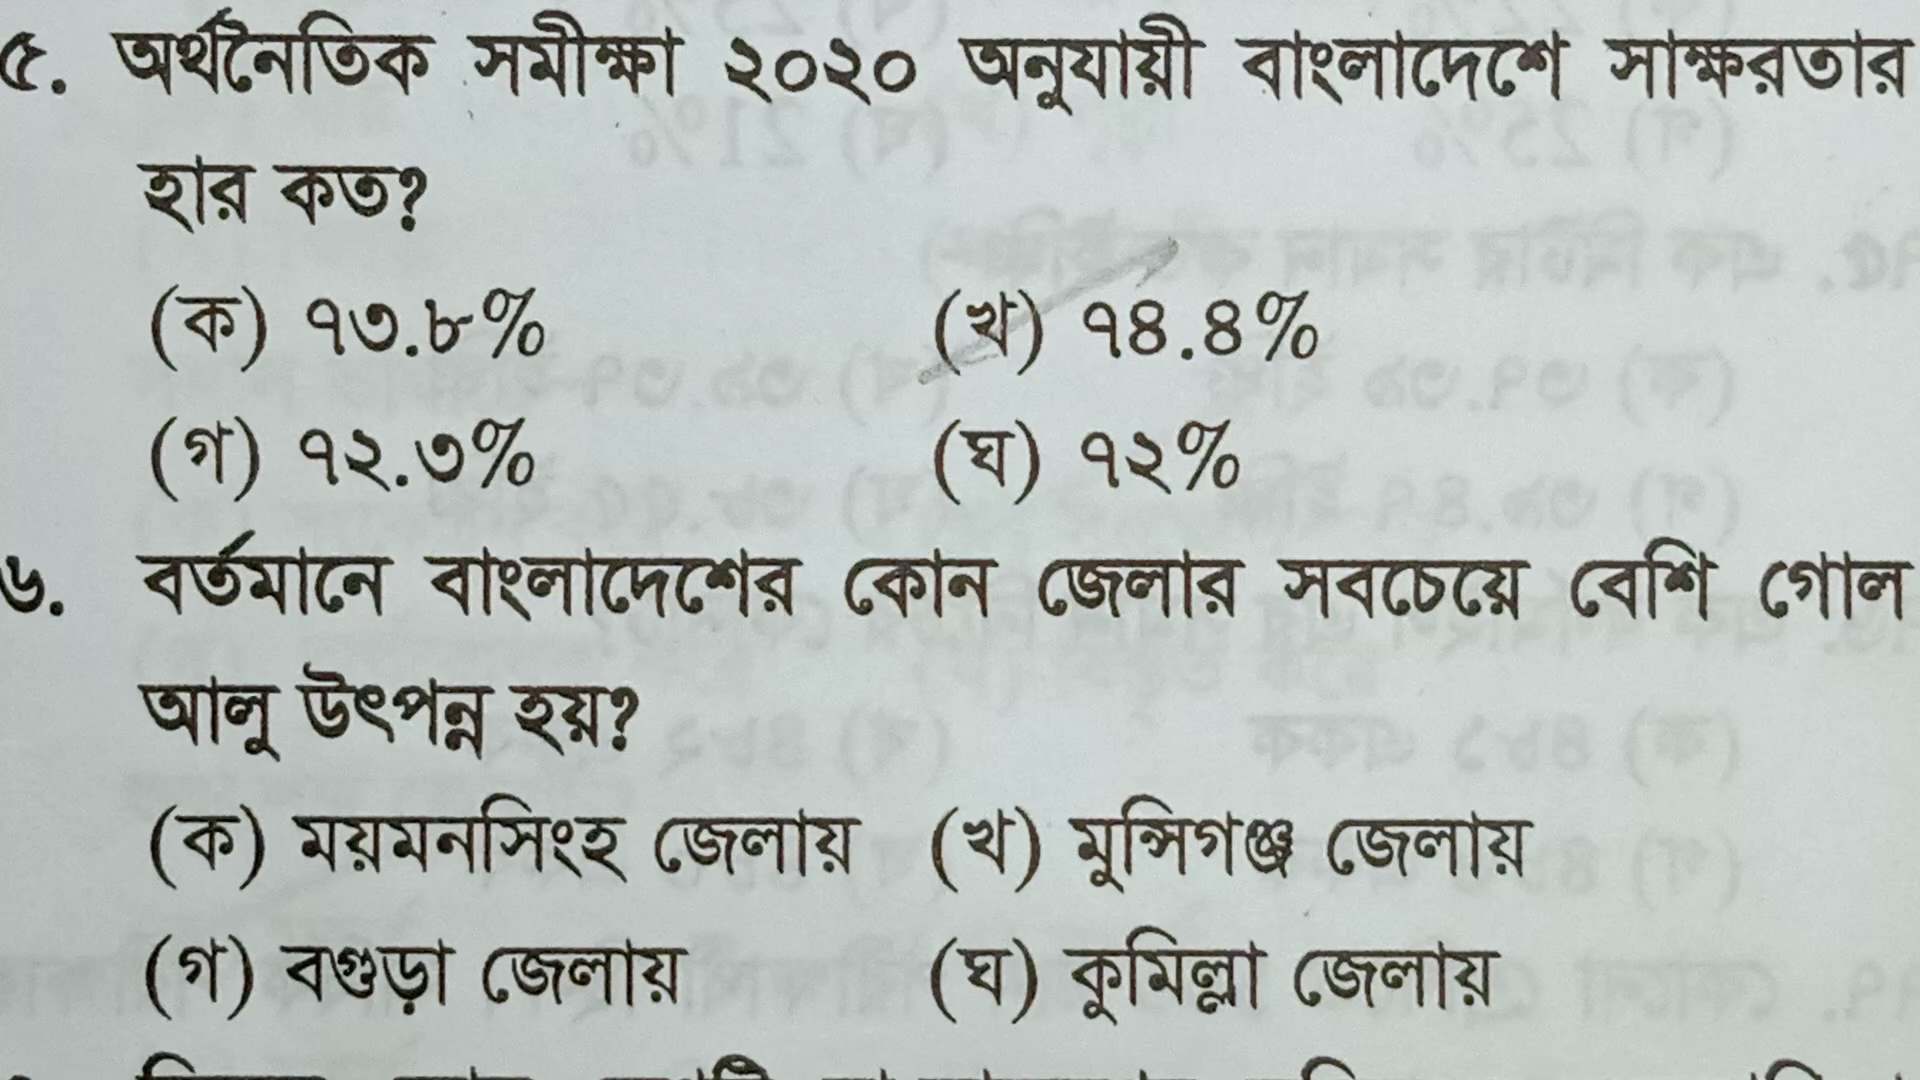 ৫. অর্থনৈতিক সমীক্ষা ২০২০ অনুযায়ী বাংলাদেশে সাক্ষরতার
হার কত?
(ক) ৭৩.৮% (খ) ৭৪.৪%
(গ) ৭২.৩% (ঘ) ৭২%
৬. বর্তমানে বাংলাদেশের কোন জেলার সবচেয়ে বেশি গোল
আলু উৎপন্ন হয়?
(ক) ময়মনসিংহ জেলায় (খ) মুন্সিগঞ্জ জেলায়
(গ) বগুড়া জেলায় (ঘ) কুমিল্লা জেলায়